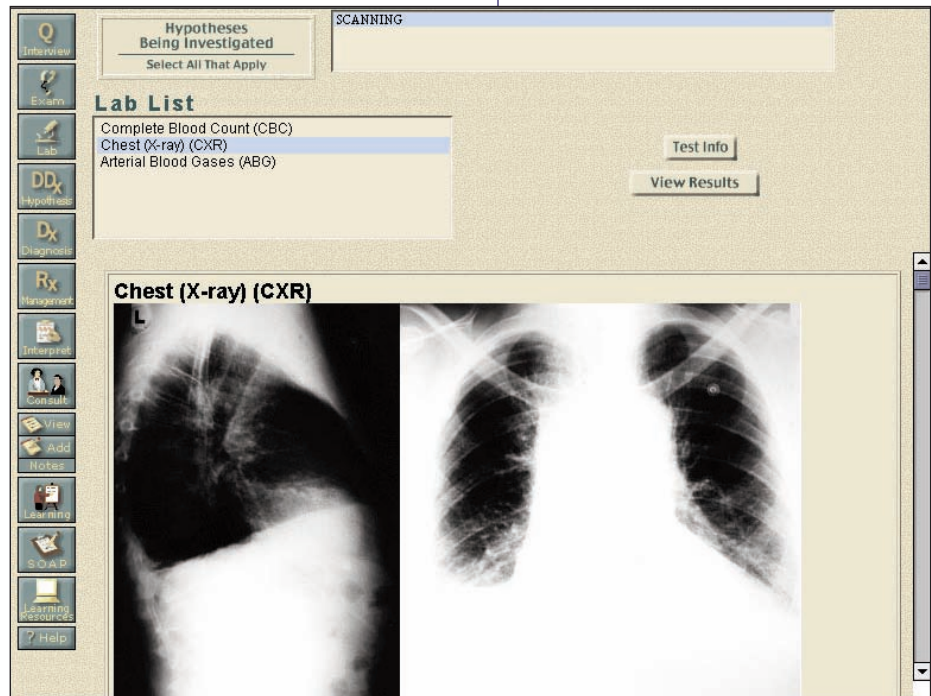 Q
Interview
Exam
Lab
DDx
Hypothesis
Dx
Diagnosis
Rx
Management
Interpret
Consult
View
Add
Notes
Learning
SOAP
Learning
Resources
? Help
Hypotheses
Being Investigated
Select All That Apply
SCANNING
Lab List
Complete Blood Count (CBC)
Chest (X-ray) (CXR)
Arterial Blood Gases (ABG)
Test Info
View Results
Chest (X-ray) (CXR)
L